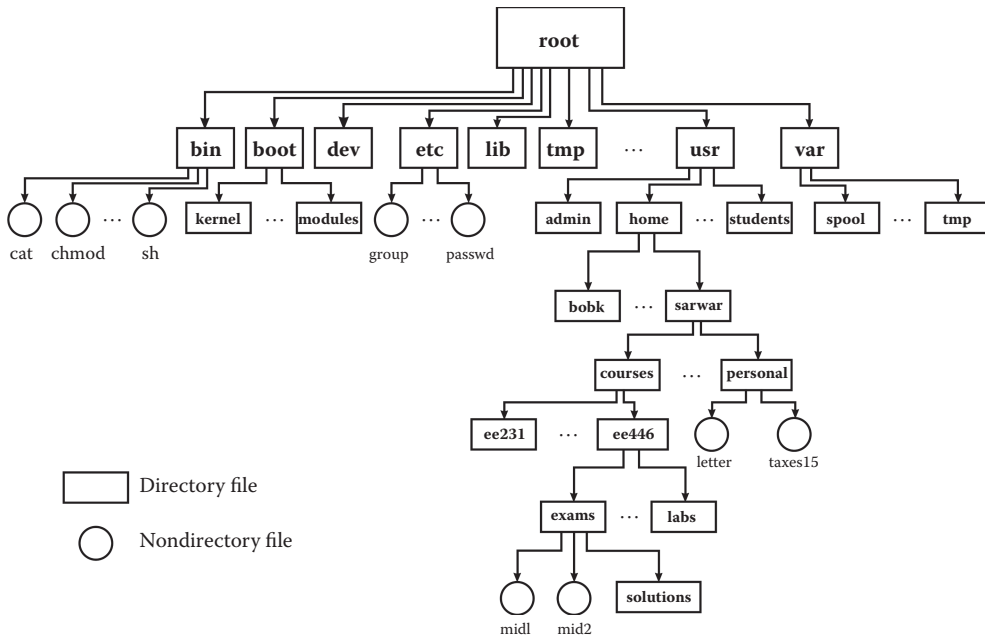 root
bin boot dev etc lib tmp ... usr var
cat chmod ... sh kernel ... modules group ... passwd admin home ... students spool ... tmp
bobk ... sarwar
courses ... personal
ee231 ... ee446 letter taxes15
Directory file
exams ... labs
Nondirectory file
midl mid2 solutions